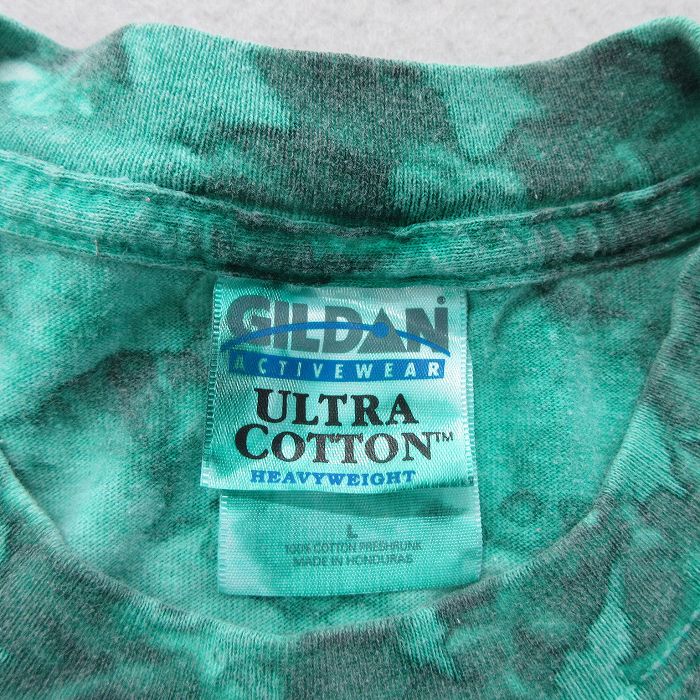 GILDAN®
ACTIVEWEAR
ULTRA
COTTON™
HEAVYWEIGHT
L
100% COTTON PRESHRUNK
MADE IN HONDURAS